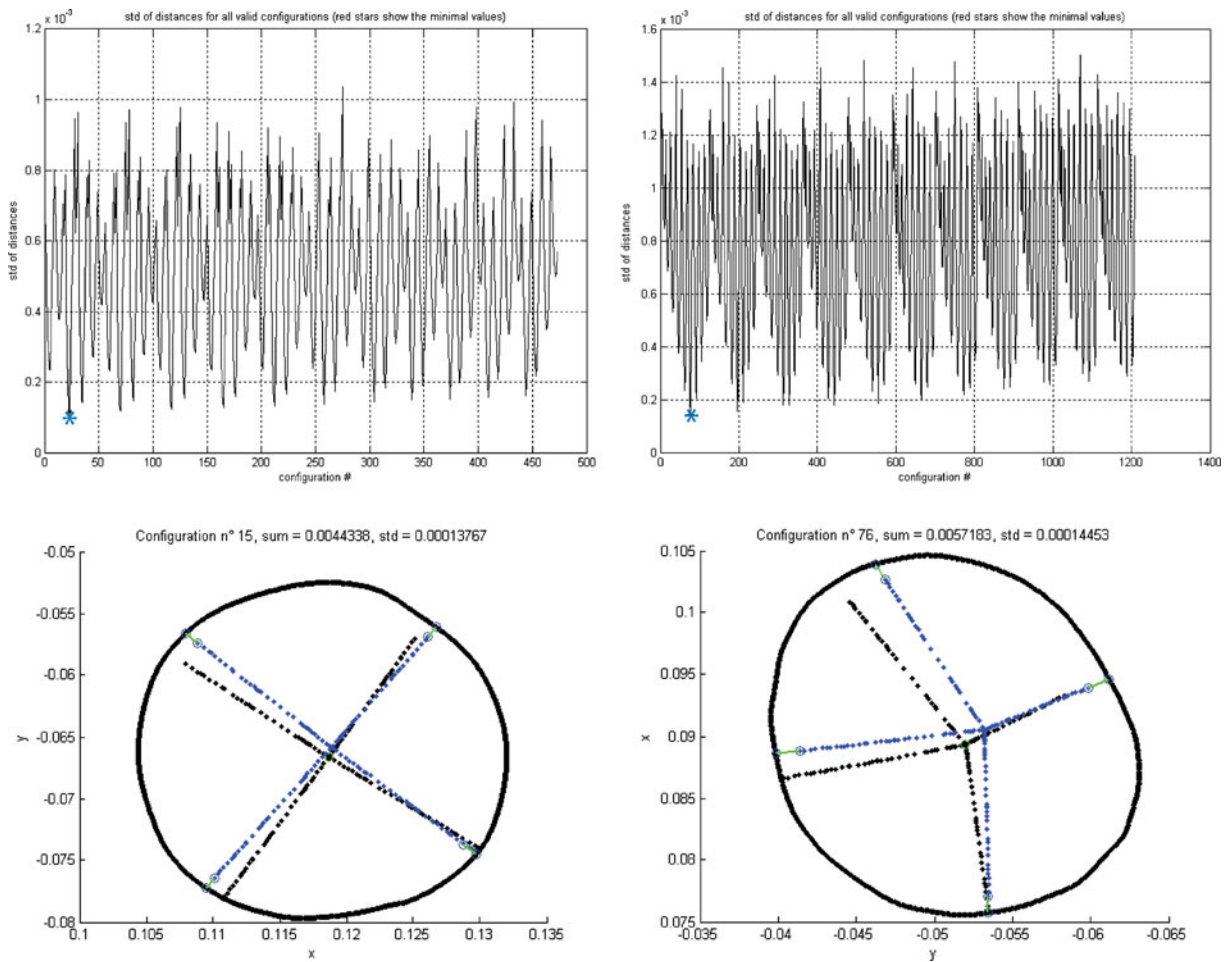 std of distances for all valid configurations (red stars show the minimal values)
x 10⁻³
1.2
1
0.8
0.6
0.4
0.2
0
std of distances
0 50 100 150 200 250 300 350 400 450 500
configuration #
std of distances for all valid configurations (red stars show the minimal values)
x 10⁻³
1.6
1.4
1.2
1
0.8
0.6
0.4
0.2
0
std of distances
0 200 400 600 800 1000 1200 1400
configuration #
Configuration n° 15, sum = 0.0044338, std = 0.00013767
-0.05
-0.055
-0.06
-0.065
-0.07
-0.075
-0.08
y
0.1 0.105 0.11 0.115 0.12 0.125 0.13 0.135
x
Configuration n° 76, sum = 0.0057183, std = 0.00014453
0.105
0.1
0.095
0.09
0.085
0.08
0.075
x
-0.035 -0.04 -0.045 -0.05 -0.055 -0.06 -0.065
y